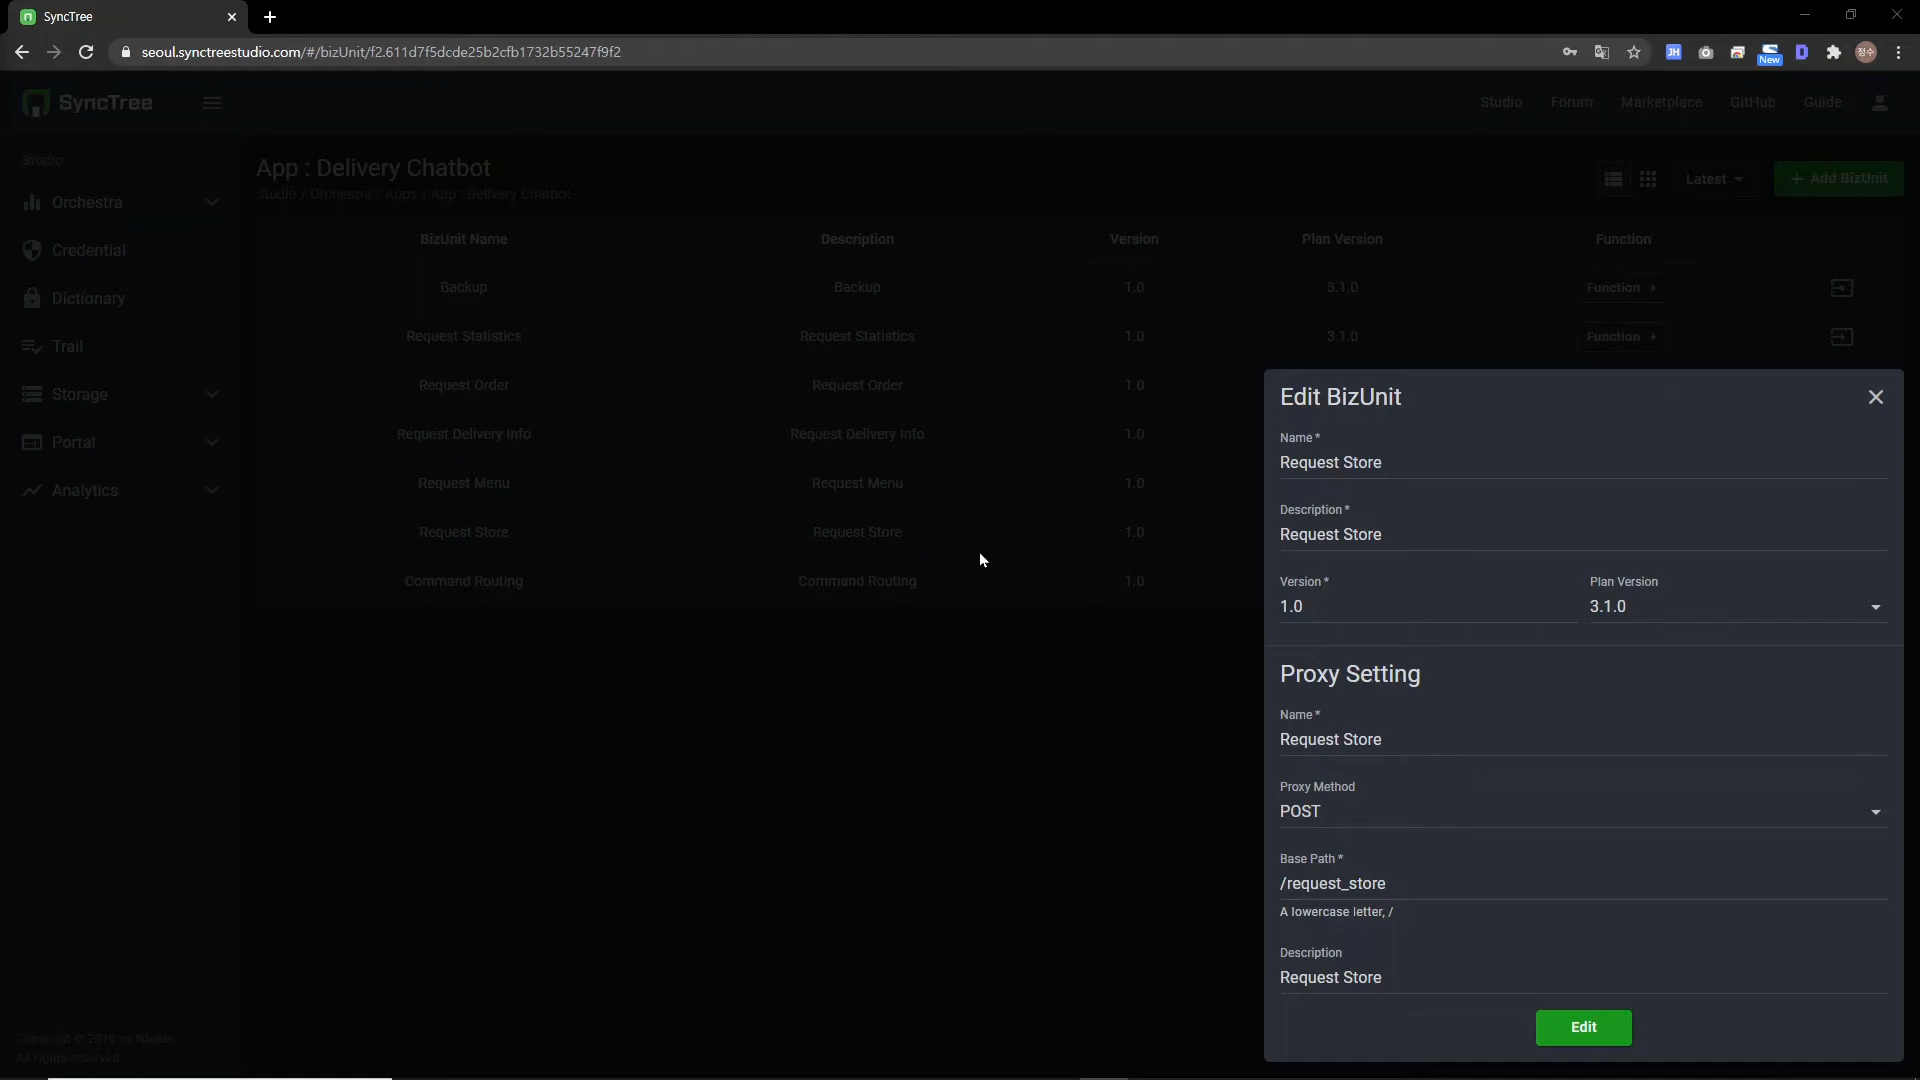 SyncTree
seoul.synctreestudio.com/#/bizUnit/f2.611d7f5dcde25b2cfb1732b55247f9f2
JH
New
D
정수
SyncTree
Studio
Forum
Marketplace
GitHub
Guide
Studio
Orchestra
Credential
Dictionary
Trail
Storage
Portal
Analytics
App : Delivery Chatbot
Studio / Orchestra / Apps / App : Delivery Chatbot
Latest
+ Add BizUnit
BizUnit Name Description Version Plan Version Function
Backup Backup 1.0 3.1.0 Function
Request Statistics Request Statistics 1.0 3.1.0 Function
Request Order Request Order 1.0
Request Delivery Info Request Delivery Info 1.0
Request Menu Request Menu 1.0
Request Store Request Store 1.0
Command Routing Command Routing 1.0
Edit BizUnit
Name *
Request Store
Description *
Request Store
Version * Plan Version
1.0 3.1.0
Proxy Setting
Name *
Request Store
Proxy Method
POST
Base Path *
/request_store
A lowercase letter, /
Description
Request Store
Edit
All rights reserved